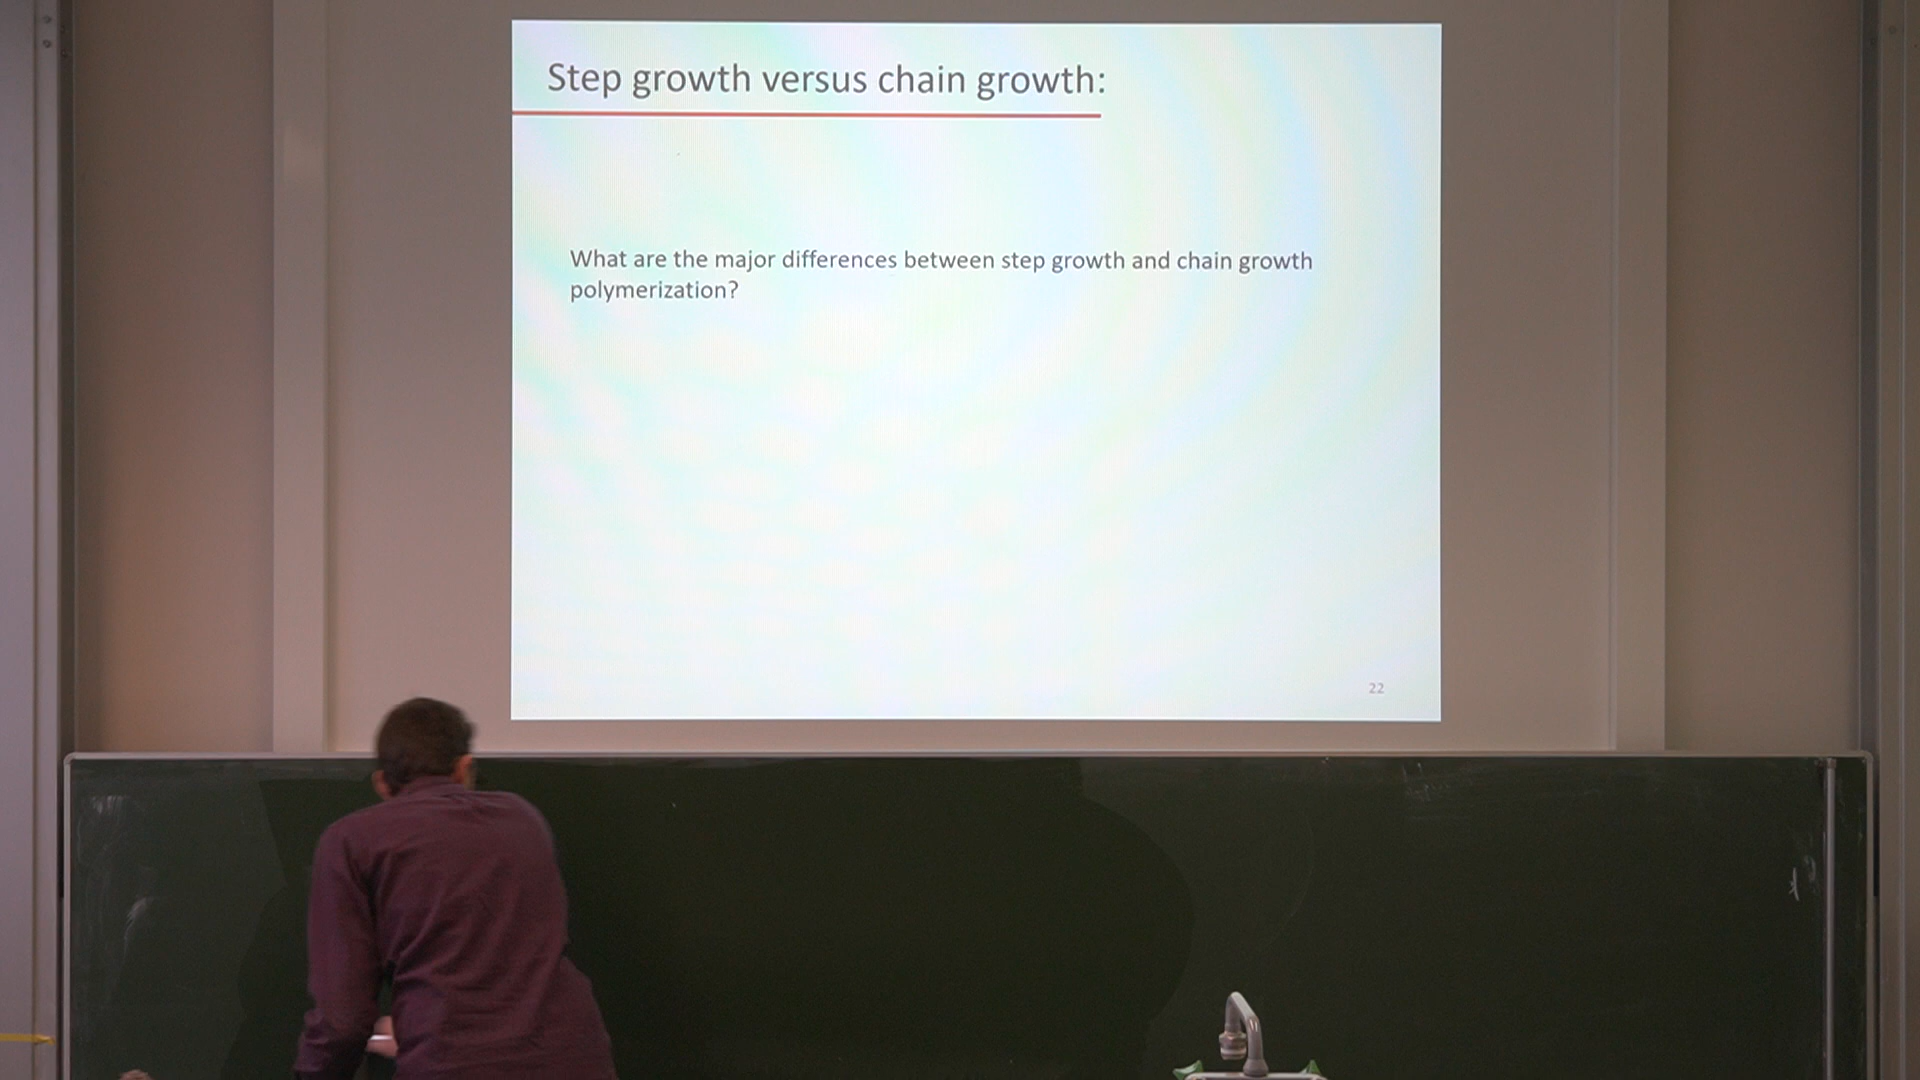 Step growth versus chain growth:
What are the major differences between step growth and chain growth
polymerization?
22